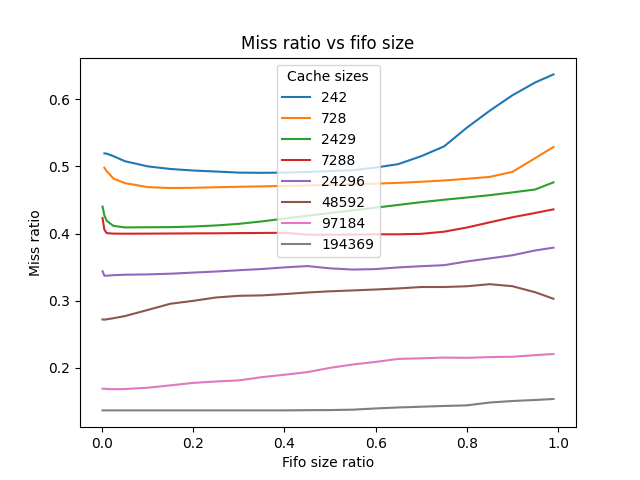 Miss ratio vs fifo size
Cache sizes
242
728
2429
7288
24296
48592
97184
194369
Miss ratio
0.6
0.5
0.4
0.3
0.2
0.0 0.2 0.4 0.6 0.8 1.0
Fifo size ratio